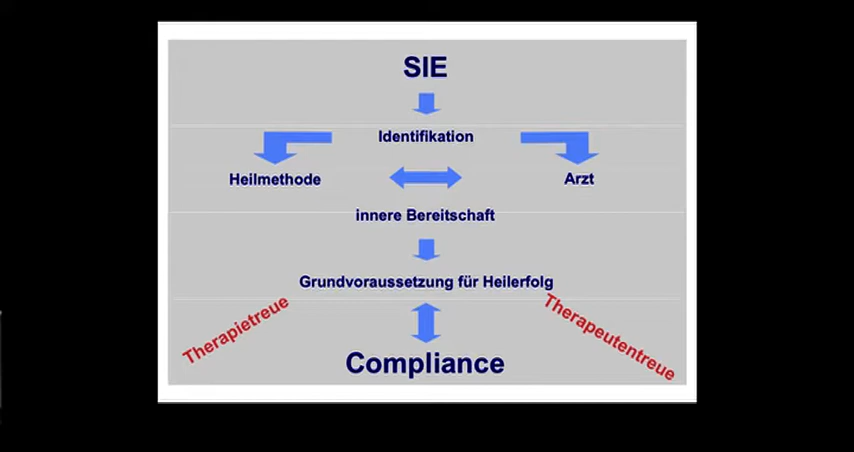 SIE
Identifikation
Heilmethode
Arzt
innere Bereitschaft
Grundvoraussetzung für Heilerfolg
Therapietreue
Therapeutentreue
Compliance